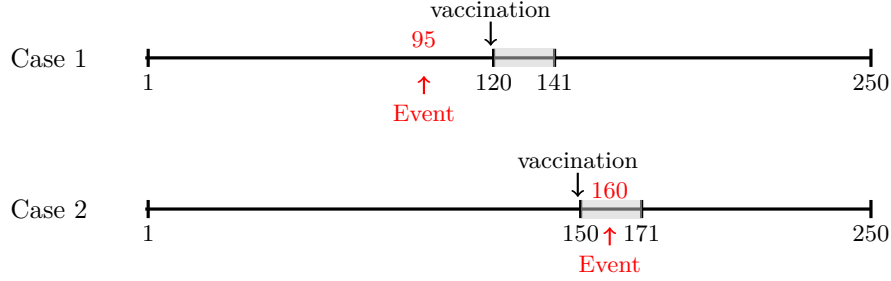 vaccination
95
Case 1
1 120 141 250
Event
vaccination
160
Case 2
1 150 171 250
Event